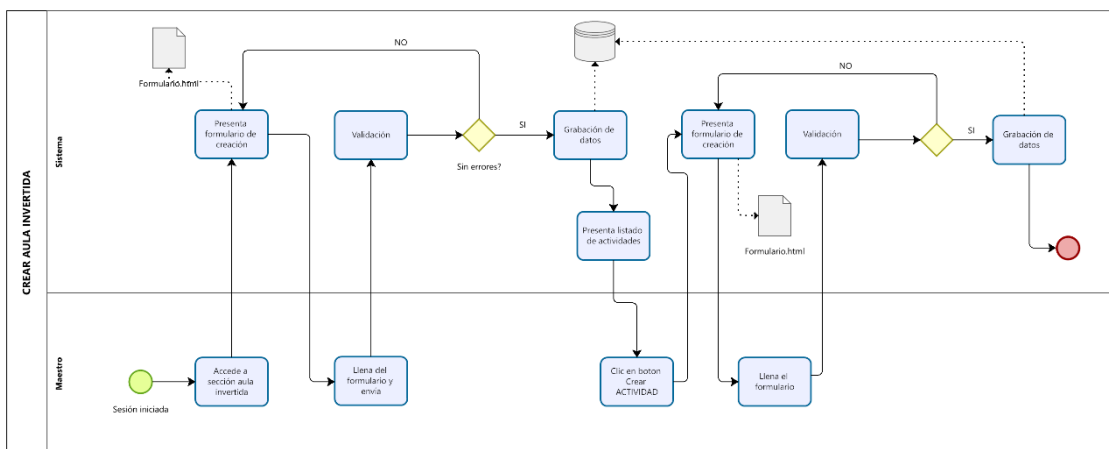 CREAR AULA INVERTIDA
Sistema
Maestro
Formulario.html
NO
Presenta
formulario de
creación
Validación
Sin errores?
SI
Grabación de
datos
Presenta listado
de actividades
NO
Presenta
formulario de
creación
Formulario.html
Validación
SI
Grabación de
datos
Sesión iniciada
Accede a
sección aula
invertida
Llena del
formulario y
envia
Clic en boton
Crear
ACTIVIDAD
Llena el
formulario